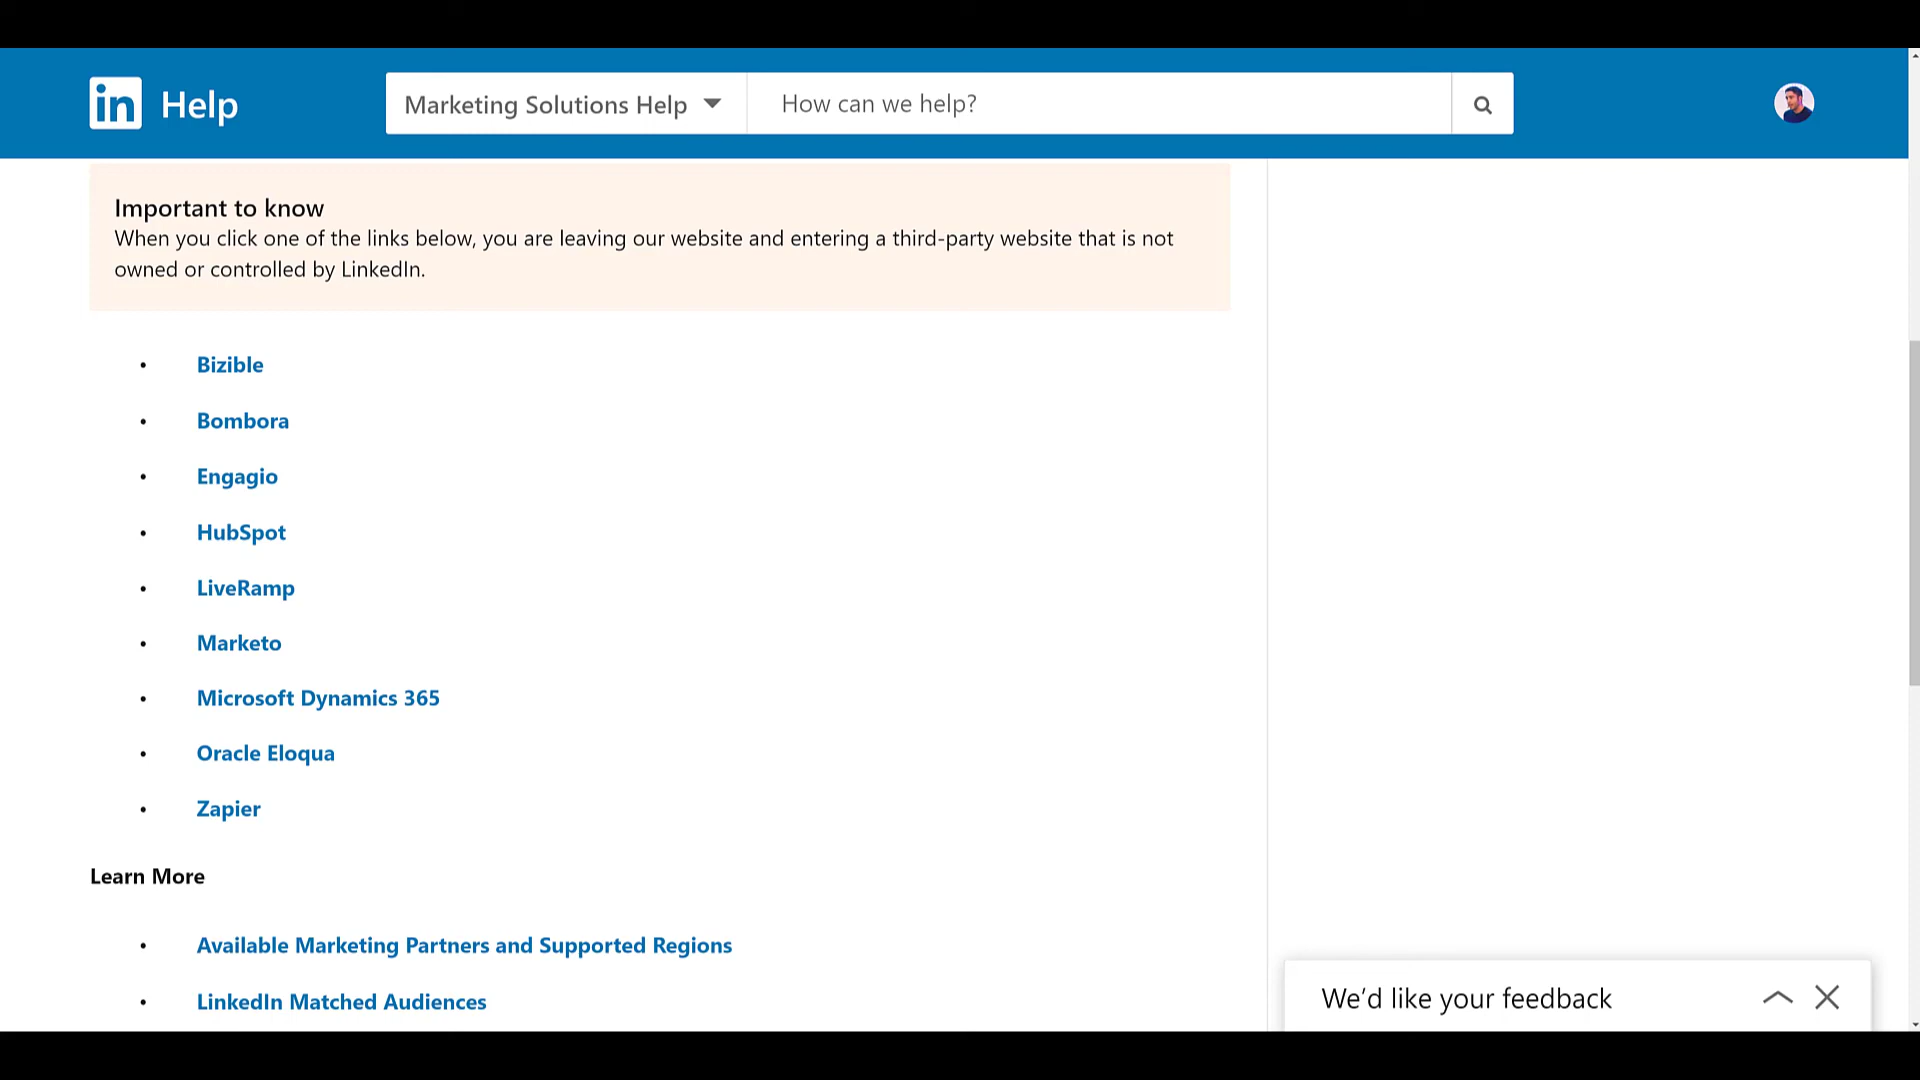 in Help
Marketing Solutions Help
How can we help?
Important to know
When you click one of the links below, you are leaving our website and entering a third-party website that is not
owned or controlled by LinkedIn.
• Bizible
• Bombora
• Engagio
• HubSpot
• LiveRamp
• Marketo
• Microsoft Dynamics 365
• Oracle Eloqua
• Zapier
Learn More
• Available Marketing Partners and Supported Regions
• LinkedIn Matched Audiences
We’d like your feedback